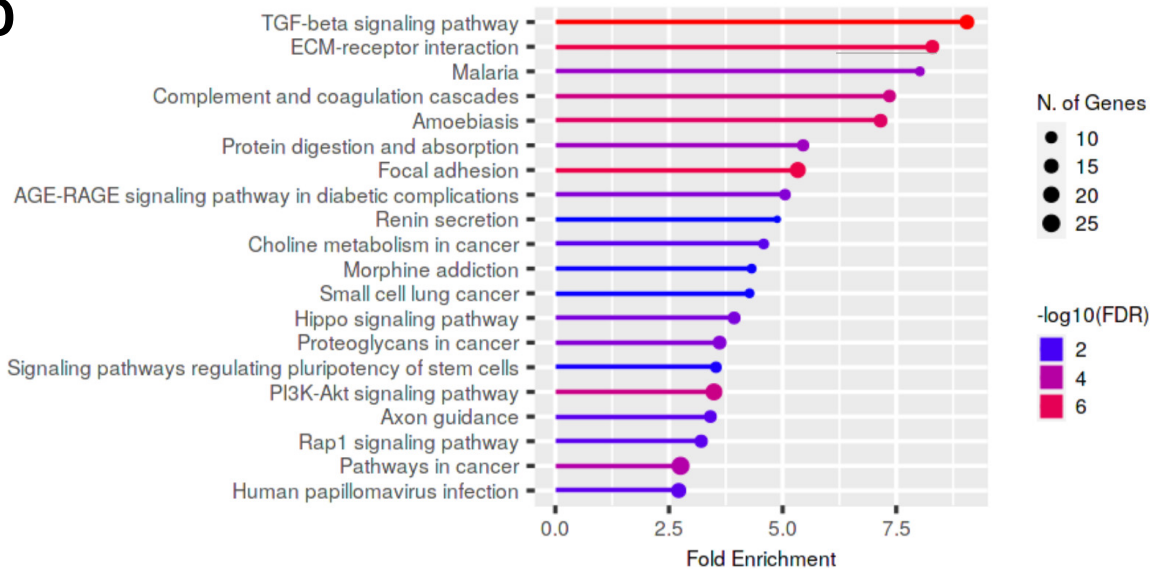 TGF-beta signaling pathway
ECM-receptor interaction
Malaria
Complement and coagulation cascades
Amoebiasis
Protein digestion and absorption
Focal adhesion
AGE-RAGE signaling pathway in diabetic complications
Renin secretion
Choline metabolism in cancer
Morphine addiction
Small cell lung cancer
Hippo signaling pathway
Proteoglycans in cancer
Signaling pathways regulating pluripotency of stem cells
PI3K-Akt signaling pathway
Axon guidance
Rap1 signaling pathway
Pathways in cancer
Human papillomavirus infection
0.0 2.5 5.0 7.5
Fold Enrichment
N. of Genes
10
15
20
25
-log10(FDR)
2
4
6